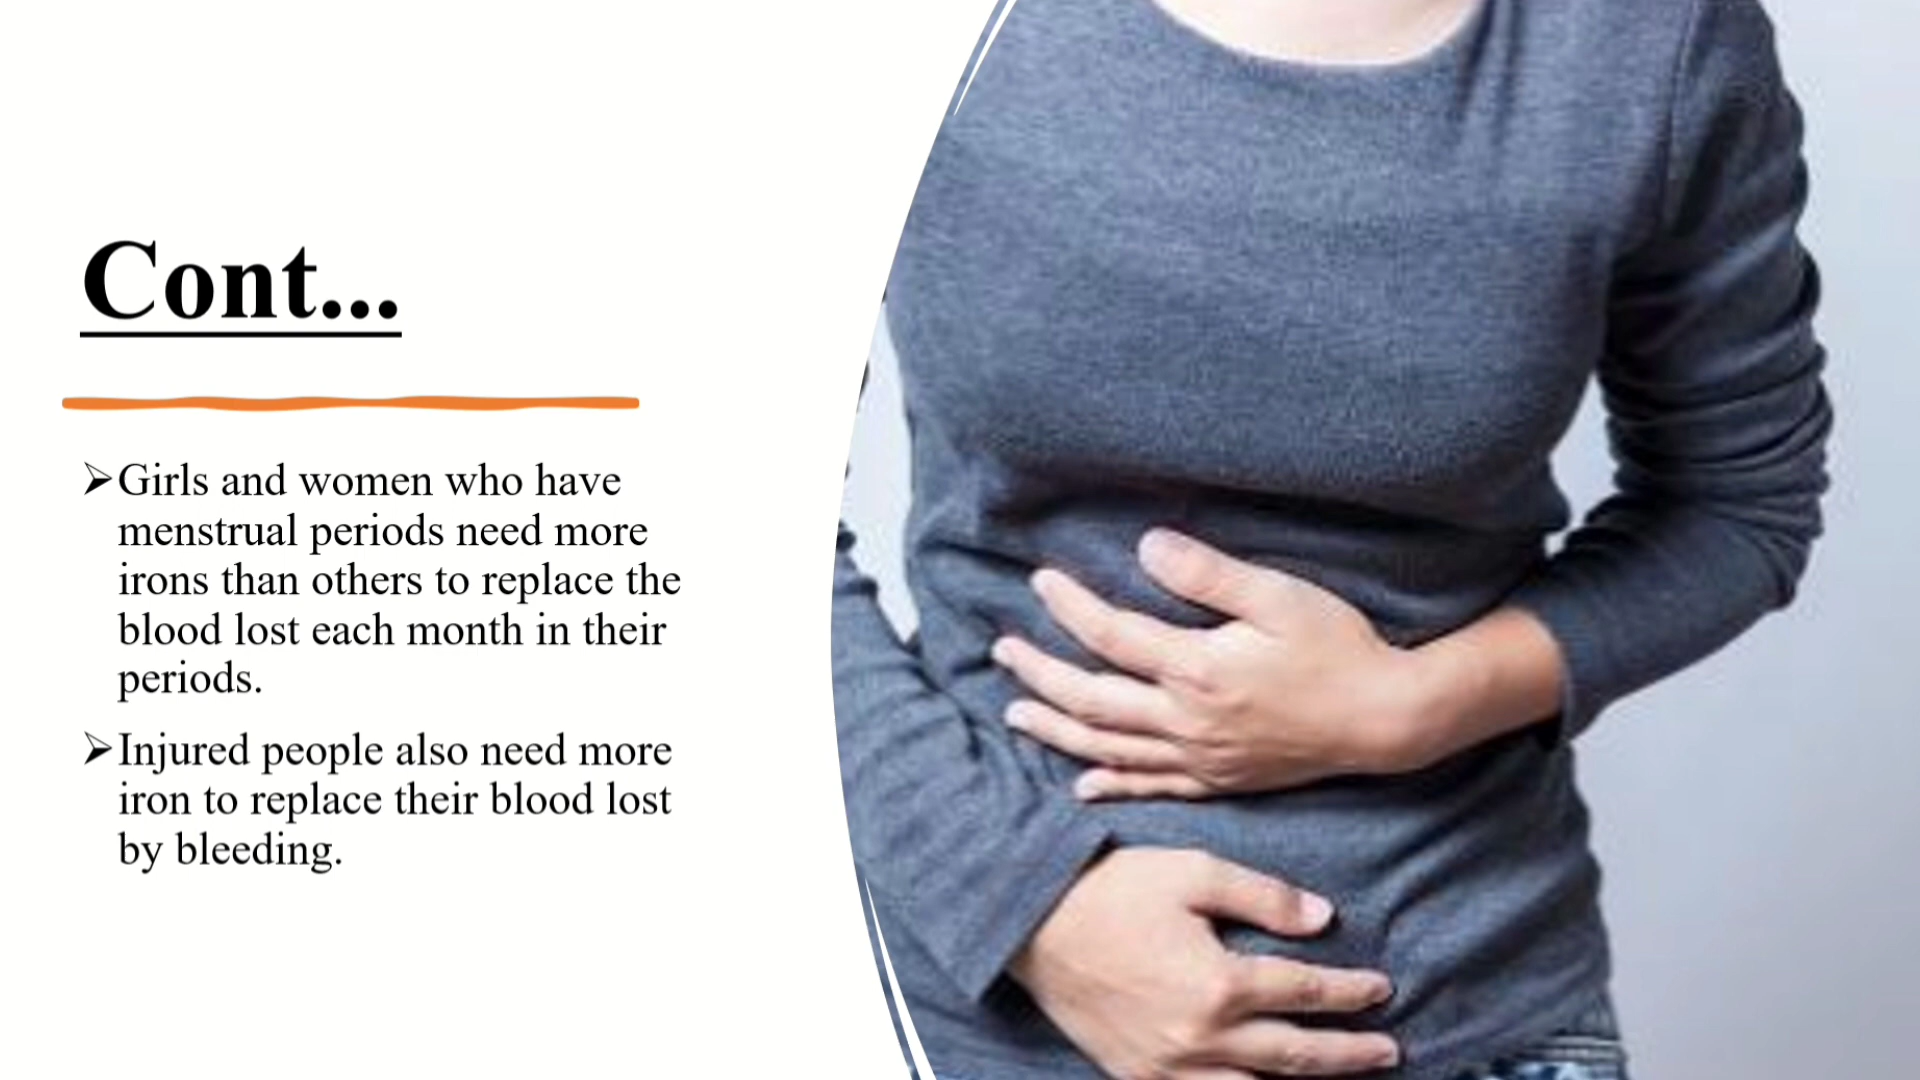 Cont...
➢Girls and women who have
menstrual periods need more
irons than others to replace the
blood lost each month in their
periods.
➢Injured people also need more
iron to replace their blood lost
by bleeding.